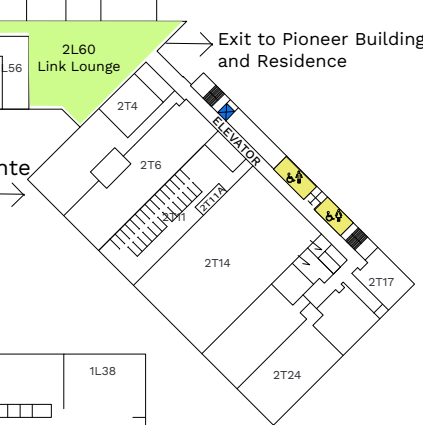 Exit to Pioneer Building
and Residence
2L60
Link Lounge
L56
2T4
ELEVATOR
nte
2T6
2T11A
2T11
2T14
2T17
1L38
2T24